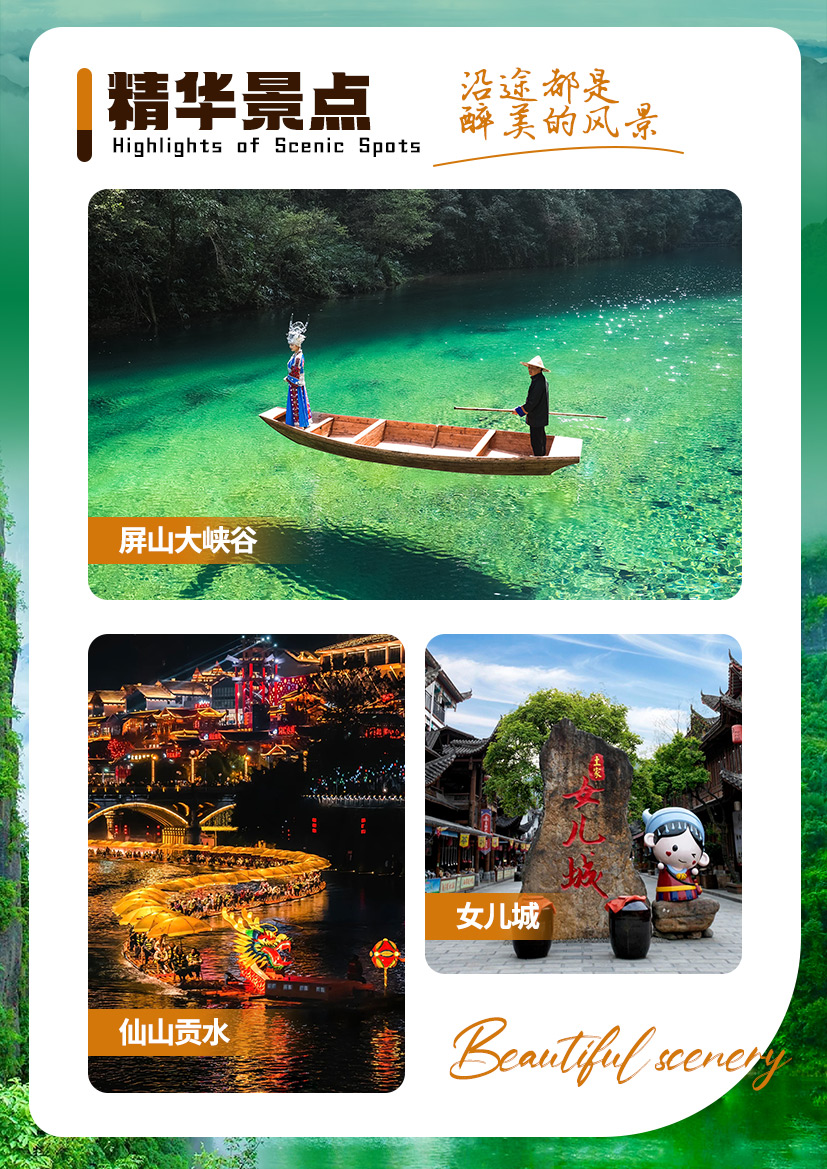 精华景点
Highlights of Scenic Spots
沿途都是
醉美的风景
屏山大峡谷
仙山贡水
土家
女儿城
女儿城
Beautiful scenery